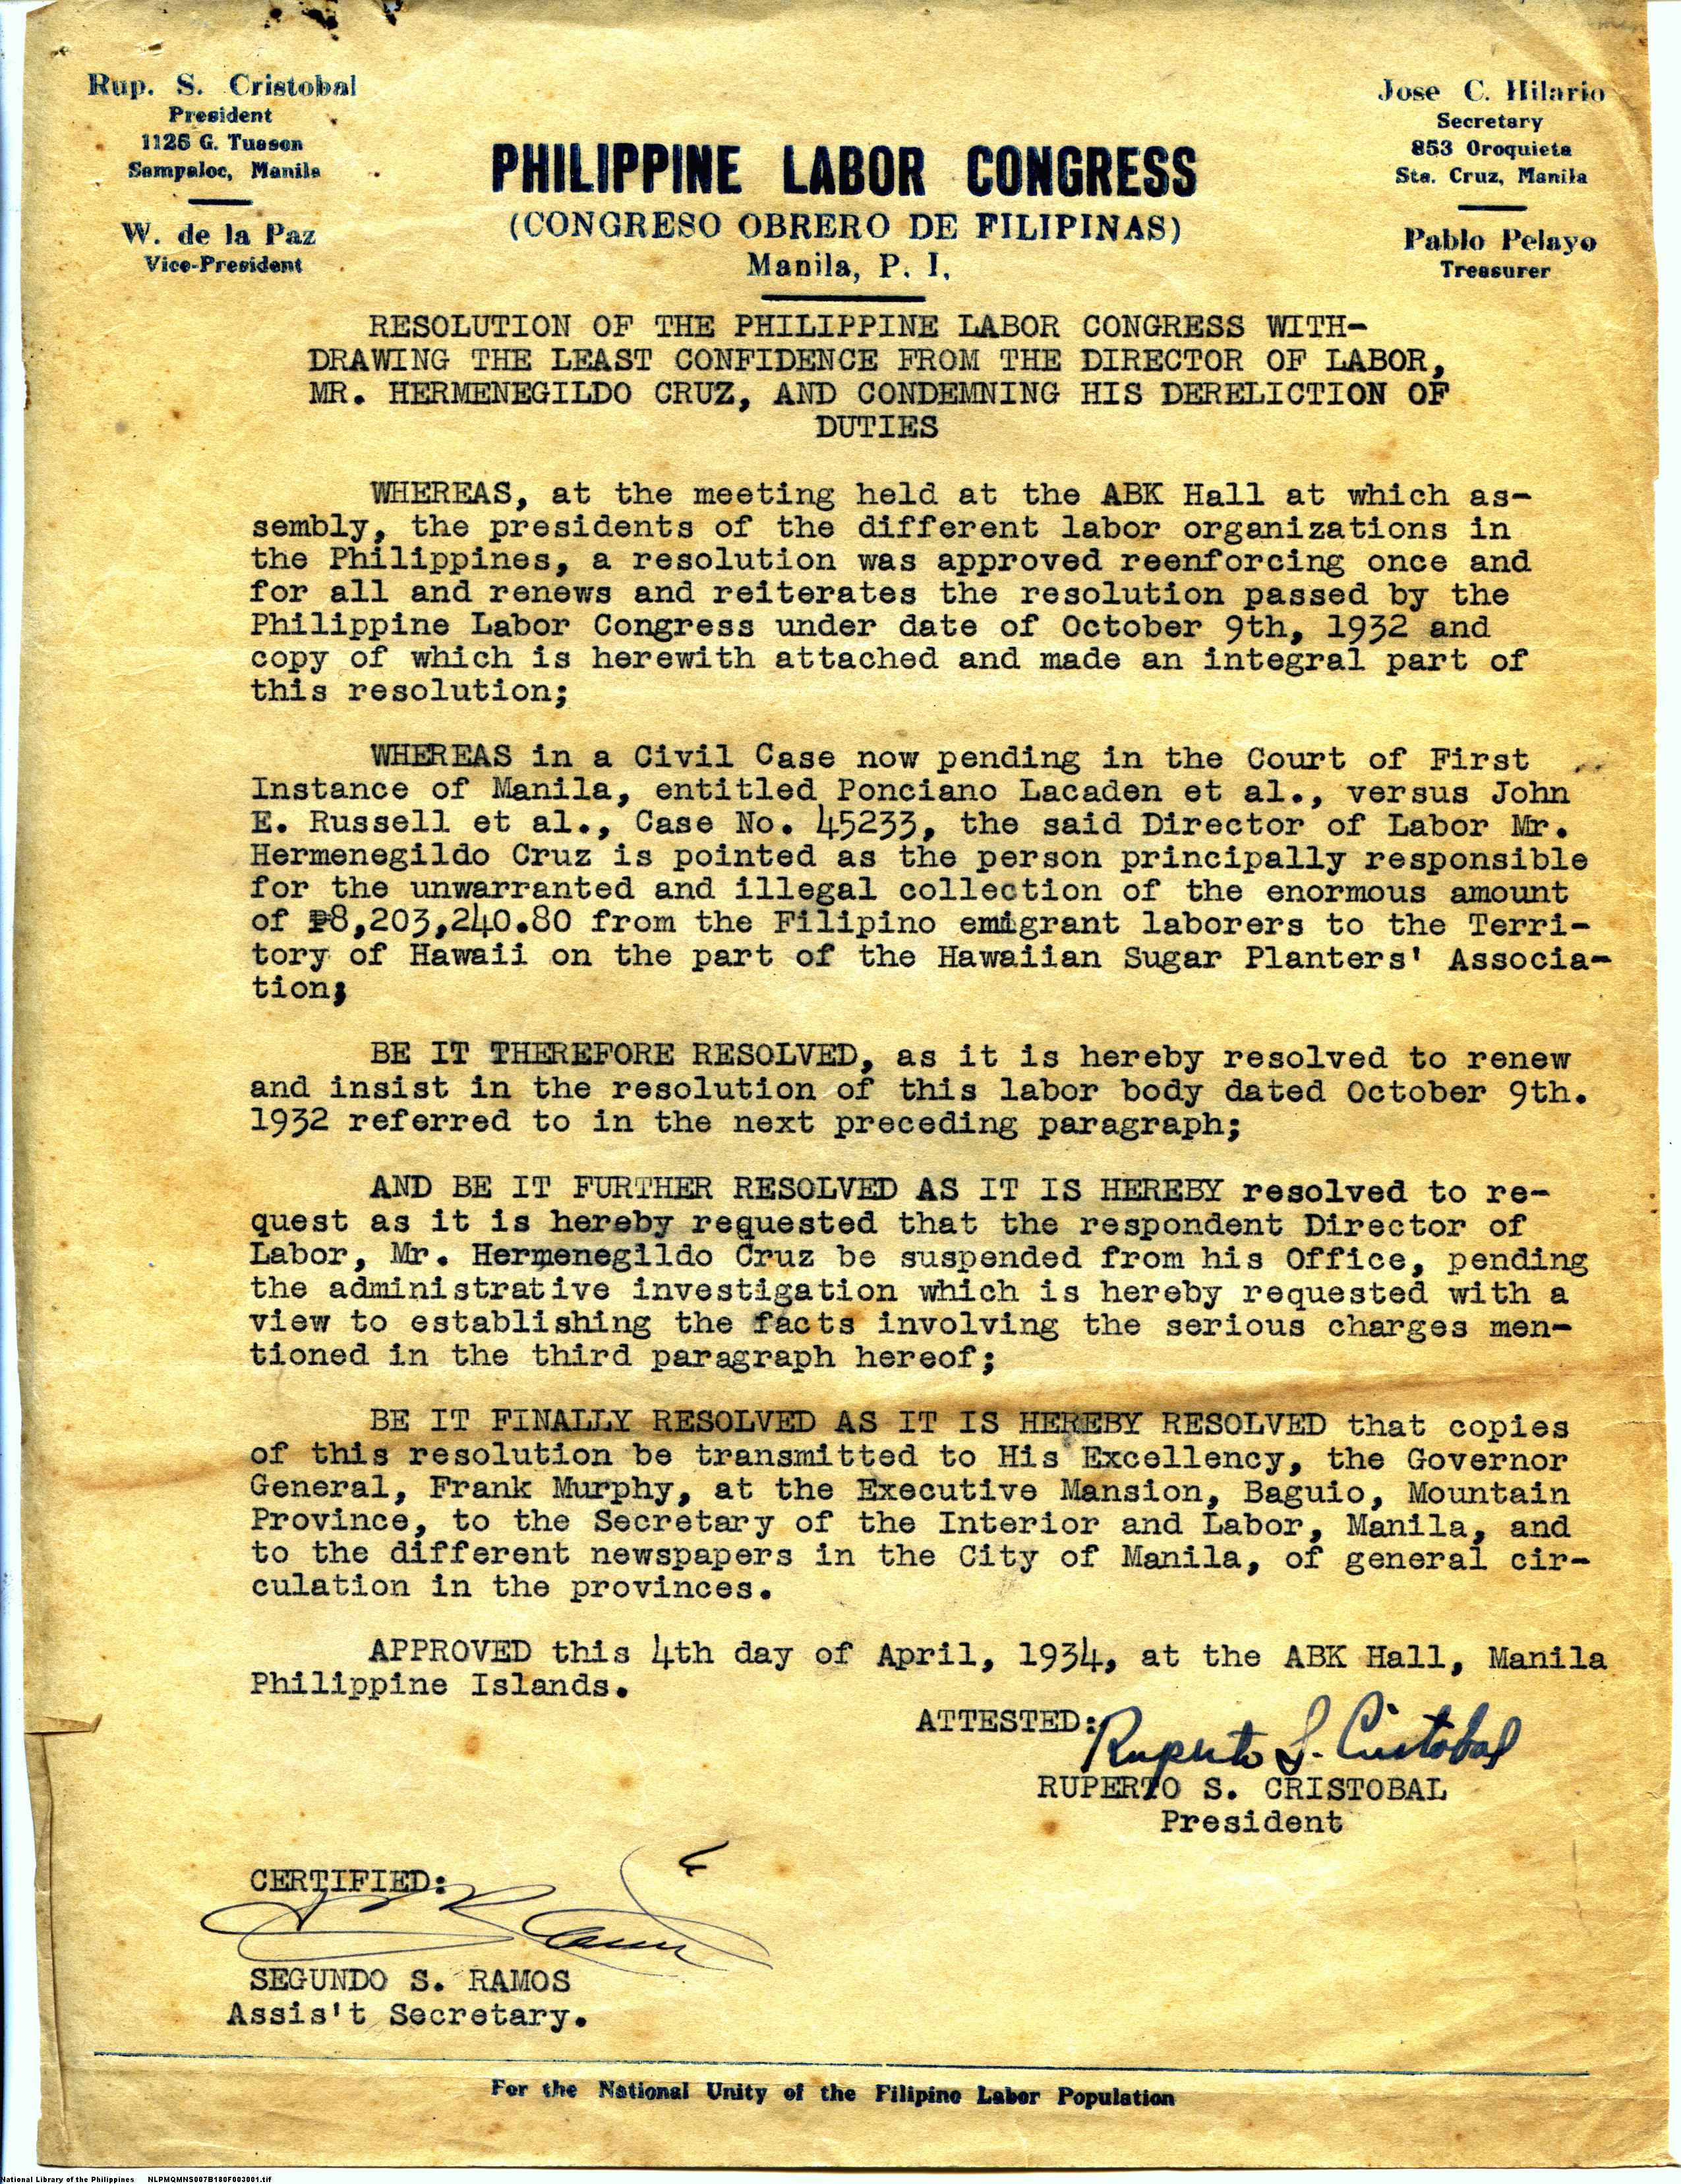 Rup. S. Cristobal
President
1125 G. Tuason
Sampaloc, Manila
W. de la Paz
Vice-President
Jose C. Hilario
Secretary
853 Oroquieta
Sta. Cruz, Manila
Pablo Pelayo
Treasurer
PHILIPPINE LABOR CONGRESS
(CONGRESO OBRERO DE FILIPINAS)
Manila, P. I.
RESOLUTION OF THE PHILIPPINE LABOR CONGRESS WITH-
DRAWING THE LEAST CONFIDENCE FROM THE DIRECTOR OF LABOR,
MR. HERMENEGILDO CRUZ, AND CONDEMNING HIS DERELICTION OF
DUTIES
WHEREAS, at the meeting held at the ABK Hall at which as-
sembly, the presidents of the different labor organizations in
the Philippines, a resolution was approved reenforcing once and
for all and renews and reiterates the resolution passed by the
Philippine Labor Congress under date of October 9th, 1932 and
copy of which is herewith attached and made an integral part of
this resolution;
WHEREAS in a Civil Case now pending in the Court of First
Instance of Manila, entitled Ponciano Lacaden et al., versus John
E. Russell et al., Case No. 45233, the said Director of Labor Mr.
Hermenegildo Cruz is pointed as the person principally responsible
for the unwarranted and illegal collection of the enormous amount
of ₱8,203,240.80 from the Filipino emigrant laborers to the Terri-
tory of Hawaii on the part of the Hawaiian Sugar Planters' Associa-
tion;
BE IT THEREFORE RESOLVED, as it is hereby resolved to renew
and insist in the resolution of this labor body dated October 9th.
1932 referred to in the next preceding paragraph;
AND BE IT FURTHER RESOLVED AS IT IS HEREBY resolved to re-
quest as it is hereby requested that the respondent Director of
Labor, Mr. Hermenegildo Cruz be suspended from his Office, pending
the administrative investigation which is hereby requested with a
view to establishing the facts involving the serious charges men-
tioned in the third paragraph hereof;
BE IT FINALLY RESOLVED AS IT IS HEREBY RESOLVED that copies
of this resolution be transmitted to His Excellency, the Governor
General, Frank Murphy, at the Executive Mansion, Baguio, Mountain
Province, to the Secretary of the Interior and Labor, Manila, and
to the different newspapers in the City of Manila, of general cir-
culation in the provinces.
APPROVED this 4th day of April, 1934, at the ABK Hall, Manila
Philippine Islands.
ATTESTED:
Ruperto S. Cristobal
RUPERTO S. CRISTOBAL
President
CERTIFIED:
SEGUNDO S. RAMOS
Assis't Secretary.
For the National Unity of the Filipino Labor Population
National Library of the Philippines NLPMQMNS007B180F003001.tif